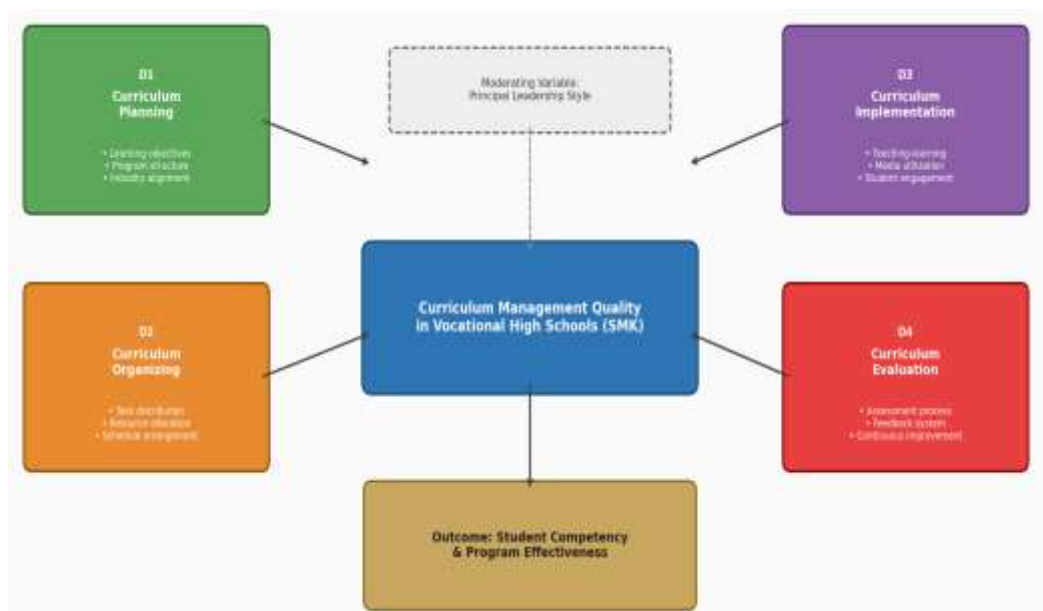 D1
Curriculum
Planning
• Learning objectives
• Program structure
• Industry alignment
Moderating Variable:
Principal Leadership Style
D3
Curriculum
Implementation
• Teaching-learning
• Media utilization
• Student engagement
Curriculum Management Quality
in Vocational High Schools (SMK)
D2
Curriculum
Organizing
• Task distribution
• Resource allocation
• Schedule arrangement
D4
Curriculum
Evaluation
• Assessment process
• Feedback system
• Continuous improvement
Outcome: Student Competency
& Program Effectiveness